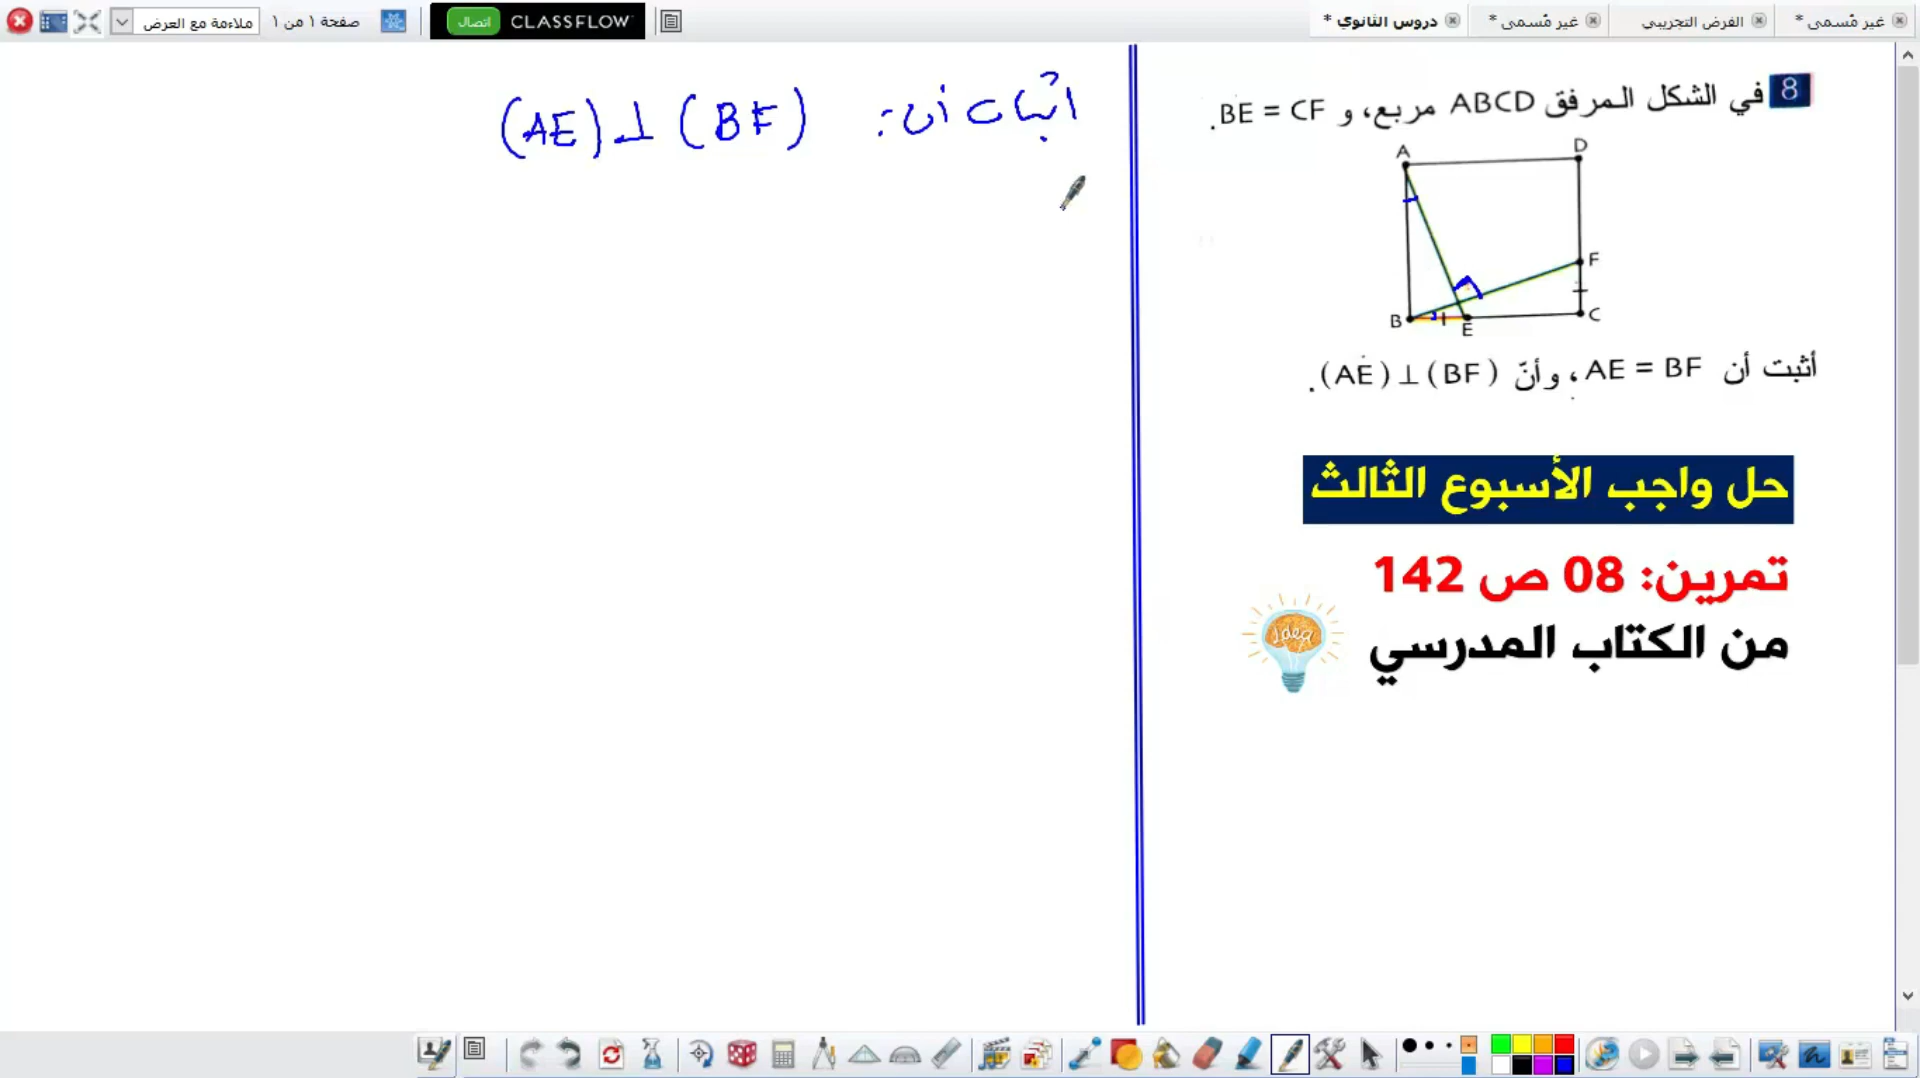 ملاءمة مع العرض
صفحة ١ من ١
اتصال CLASSFLOW
دروس الثانوي *
غير مُسمى *
الفرض التجريبي
غير مُسمى *
اثبات أن: (AE) ⊥ (BF)
8 في الشكل المرفق ABCD مربع، و BE = CF .
A
D
F
B
E
C
أثبت أن AE = BF ، وأنّ (AE) ⊥ (BF) .
حل واجب الأسبوع الثالث
تمرين: 08 ص 142
من الكتاب المدرسي
Idea